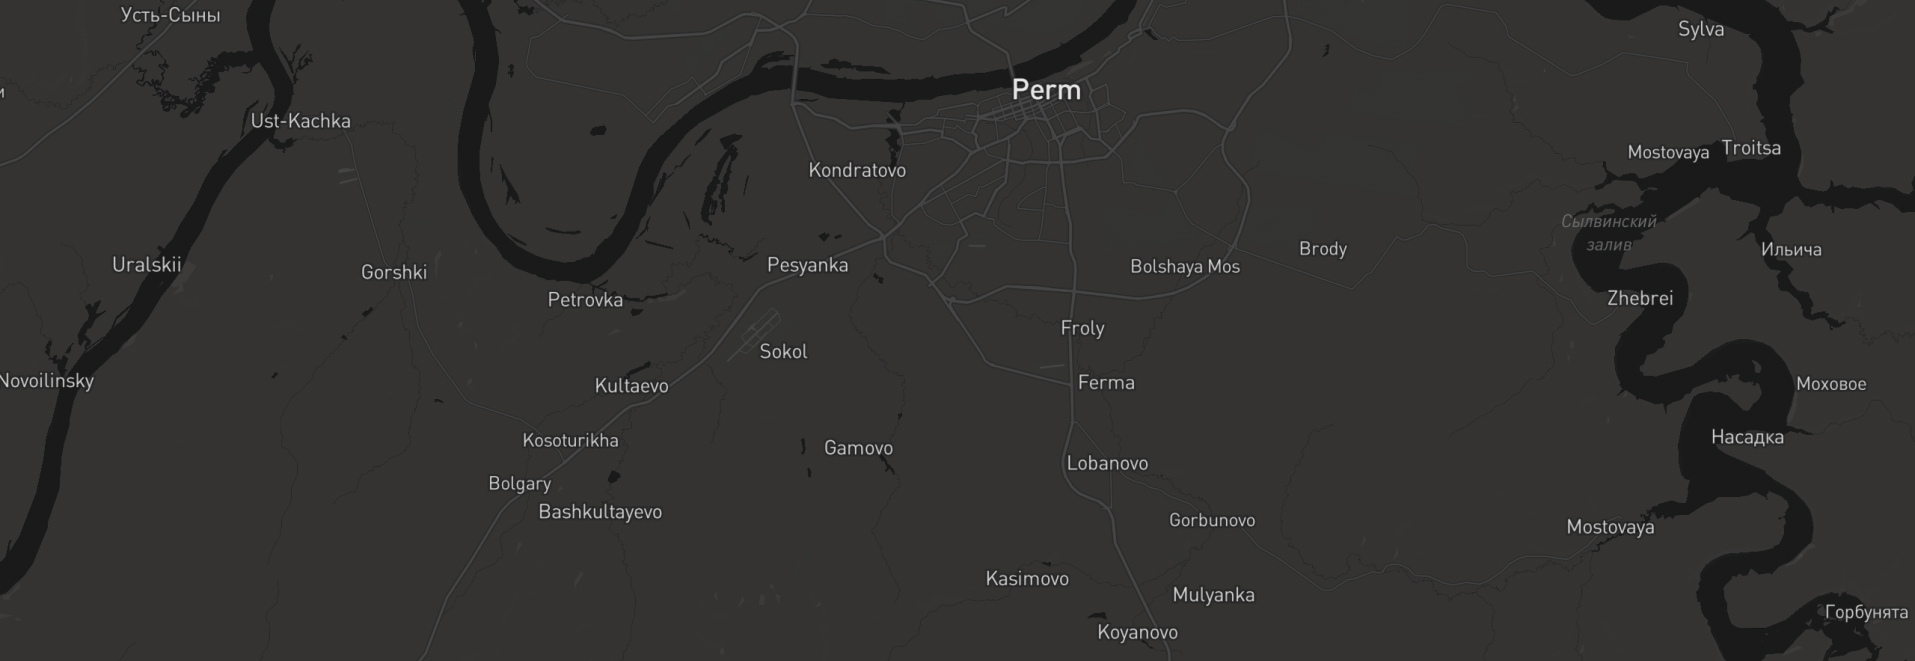 Усть-Сыны
Sylva
Perm
Ust-Kachka
Mostovaya
Troitsa
Kondratovo
Сылвинский
залив
Brody
Ильича
Uralskii
Gorshki
Pesyanka
Bolshaya Mos
Petrovka
Zhebrei
Froly
Sokol
Novoilinsky
Kultaevo
Ferma
Моховое
Kosoturikha
Gamovo
Насадка
Lobanovo
Bolgary
Bashkultayevo
Gorbunovo
Mostovaya
Kasimovo
Mulyanka
Горбунята
Koyanovo